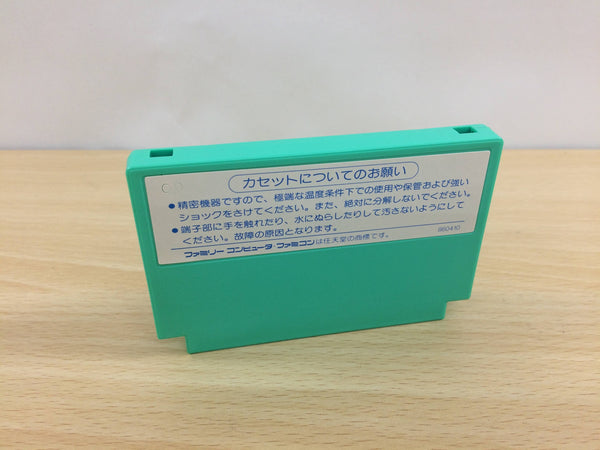 カセットについてのお願い
●精密機器ですので、極端な温度条件下での使用や保管および強い
ショックをさけてください。また、絶対に分解しないでください。
●端子部に手を触れたり、水にぬらしたりして汚さないようにして
ください。故障の原因となります。
ファミリー コンピュータ・ファミコンは任天堂の商標です。
860410